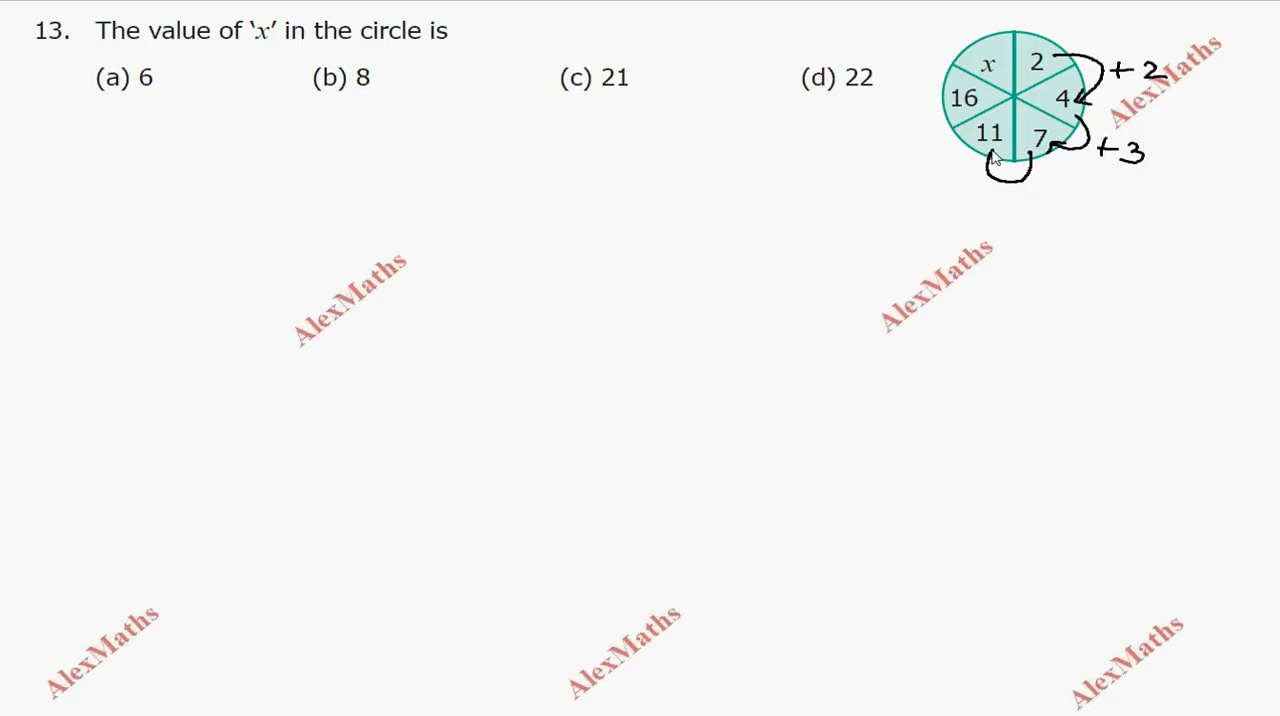 13. The value of ‘x’ in the circle is
(a) 6 (b) 8 (c) 21 (d) 22
x 2 +2
16 4
11 7 +3
AlexMaths
AlexMaths
AlexMaths
AlexMaths
AlexMaths
AlexMaths